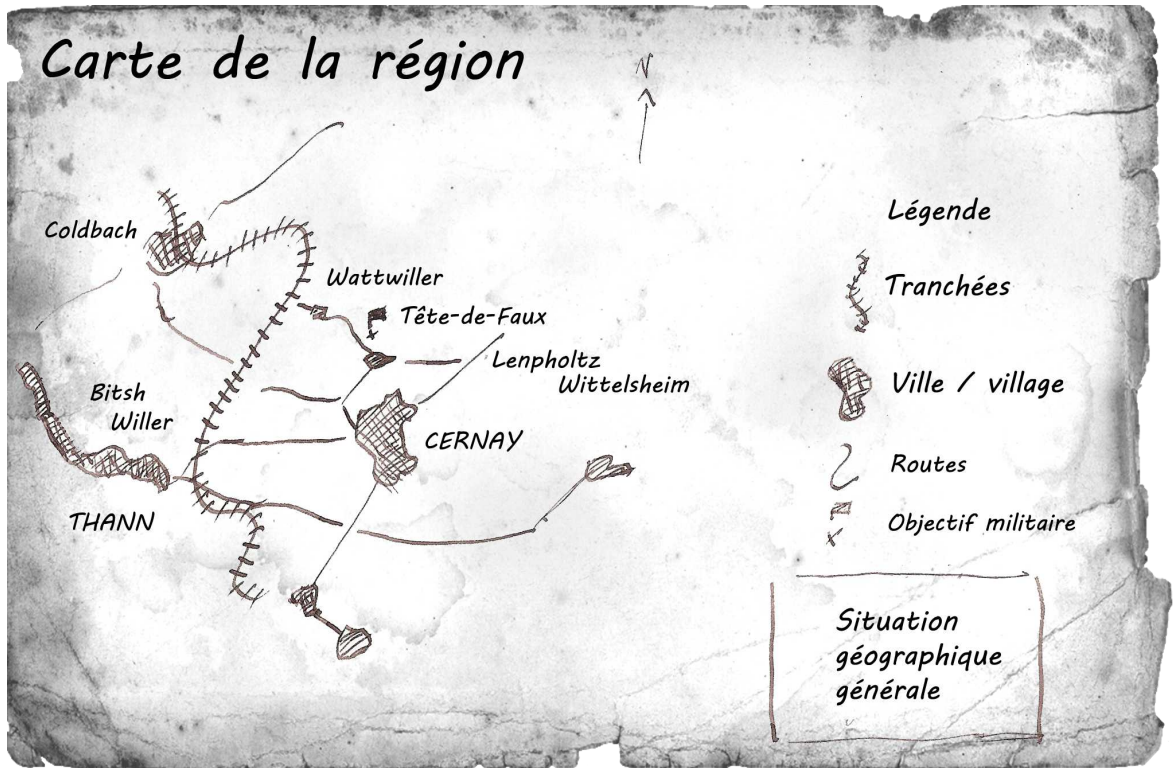 Carte de la région
N
Coldbach
Wattwiller
Tête-de-Faux
Lenpholtz
Wittelsheim
Bitsh
Willer
CERNAY
THANN
Légende
Tranchées
Ville / village
Routes
Objectif militaire
Situation
géographique
générale